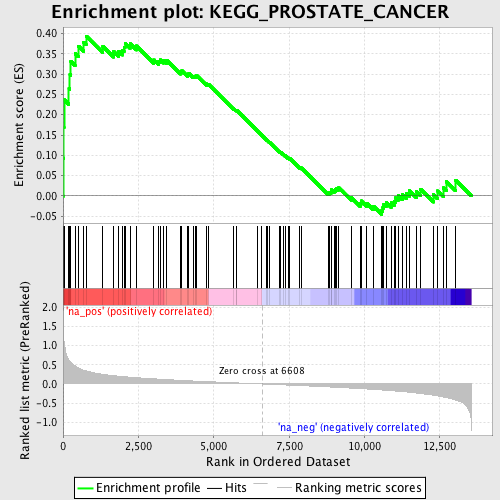 Enrichment plot: KEGG_PROSTATE_CANCER
Enrichment score (ES)
0.40
0.35
0.30
0.25
0.20
0.15
0.10
0.05
0.00
-0.05
'na_pos' (positively correlated)
Ranked list metric (PreRanked)
2.0
1.5
1.0
0.5
0.0
-0.5
-1.0
Zero cross at 6608
'na_neg' (negatively correlated)
0 2,500 5,000 7,500 10,000 12,500
Rank in Ordered Dataset
Enrichment profile Hits Ranking metric scores